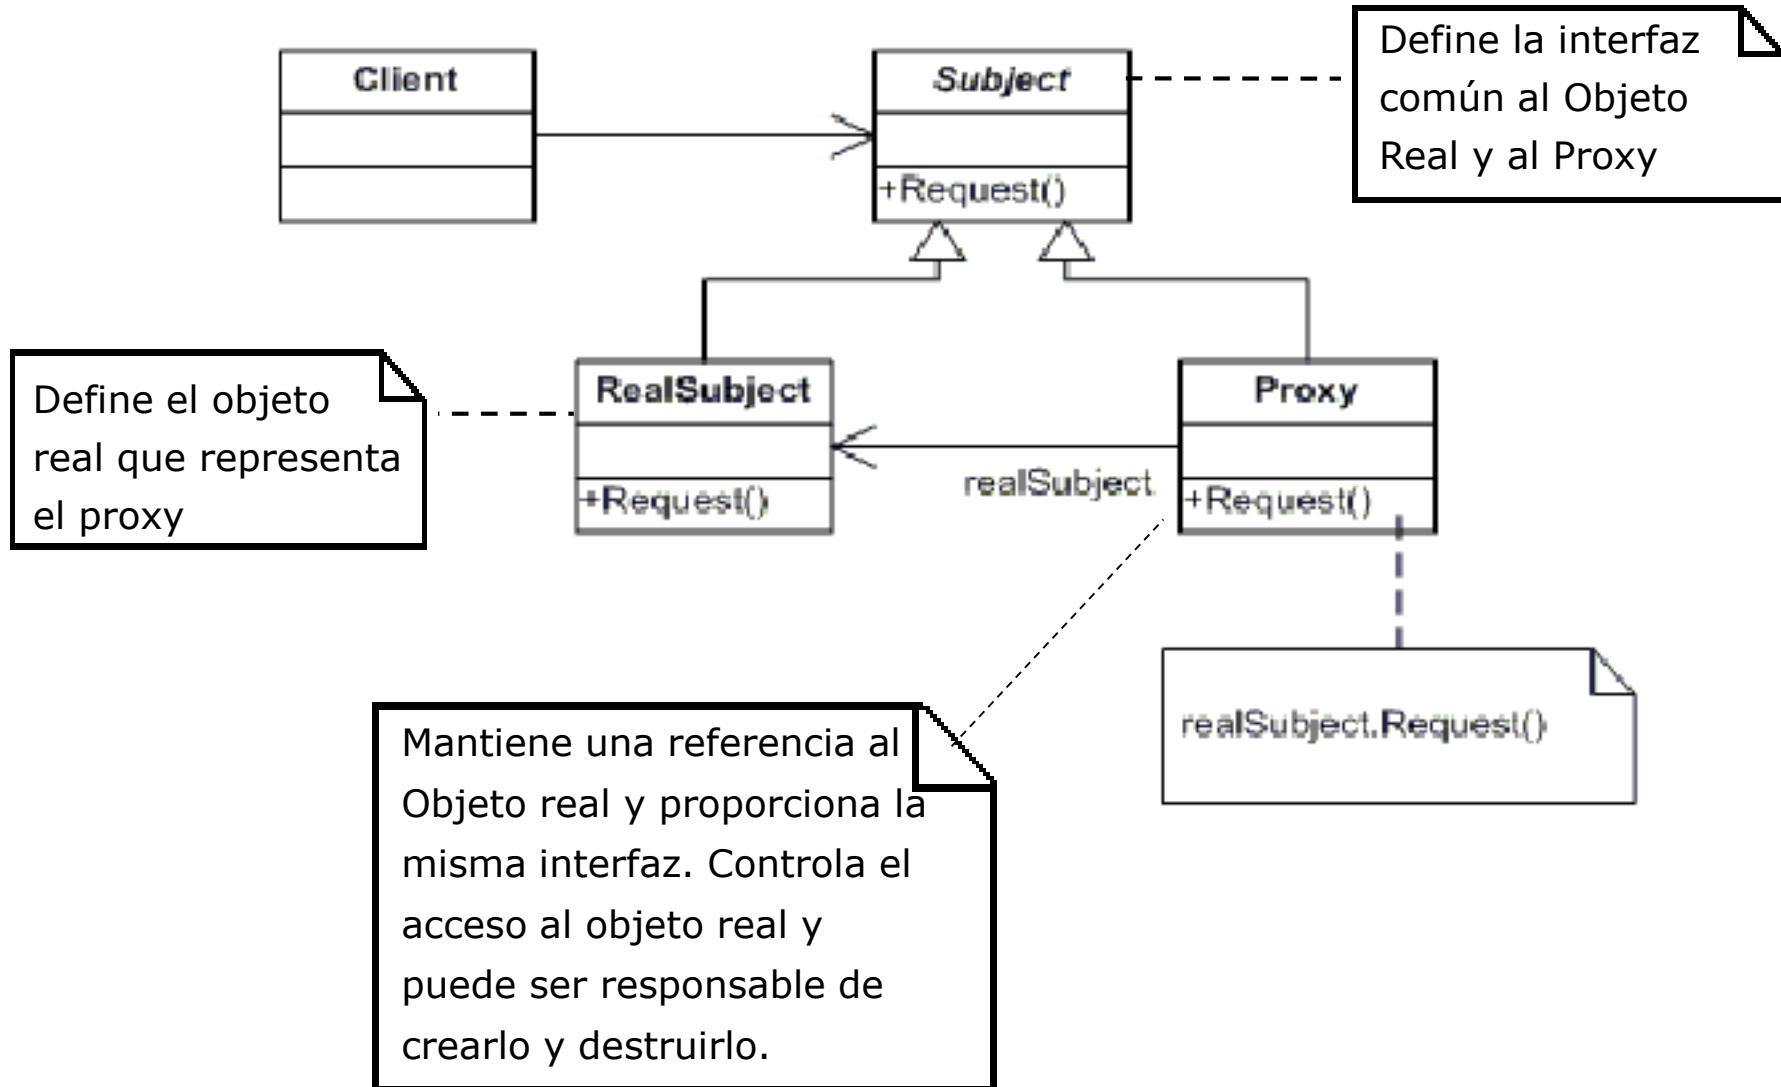 Client
Subject
+Request()
Define la interfaz
común al Objeto
Real y al Proxy
Define el objeto
real que representa
el proxy
RealSubject
+Request()
realSubject
Proxy
+Request()
Mantiene una referencia al
Objeto real y proporciona la
misma interfaz. Controla el
acceso al objeto real y
puede ser responsable de
crearlo y destruirlo.
realSubject.Request()